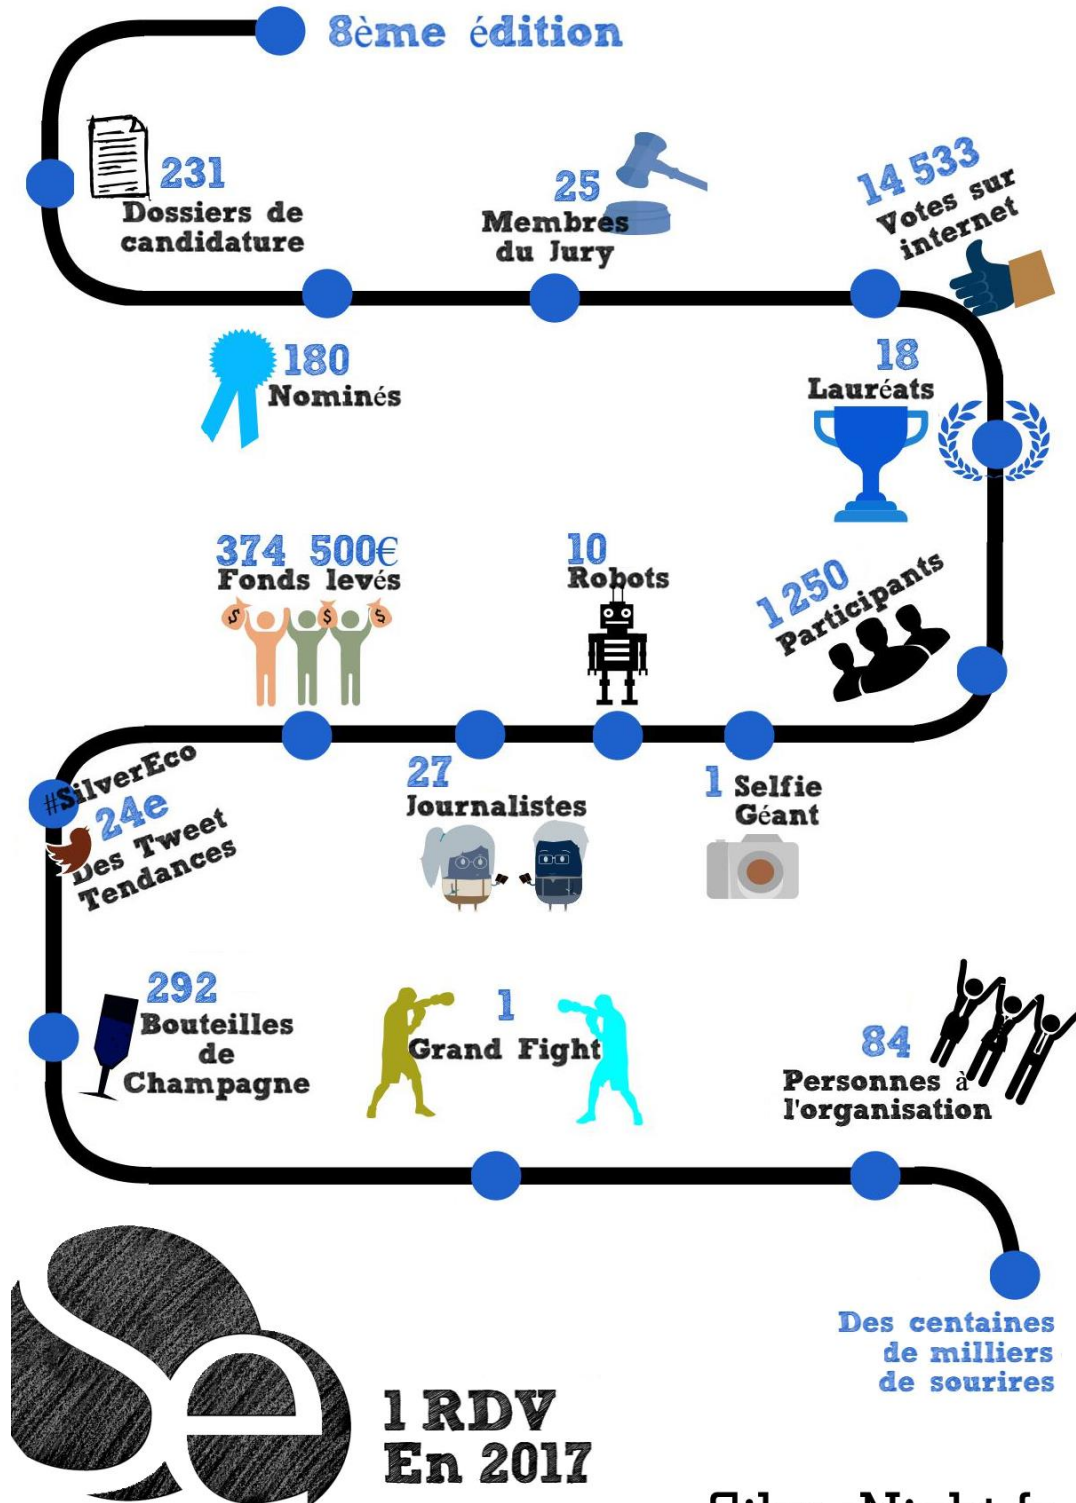 8ème édition
231
Dossiers de
candidature
25
Membres
du Jury
14 533
Votes sur
internet
180
Nominés
18
Lauréats
374 500€
Fonds levés
10
Robots
1 250
Participants
#SilverEco
24e
Des Tweet
Tendances
27
Journalistes
1 Selfie
Géant
292
Bouteilles
de
Champagne
1
Grand Fight
84
Personnes à
l'organisation
Des centaines
de milliers
de sourires
Se
1 RDV
En 2017